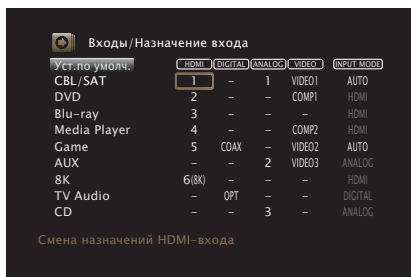 Входы/Назначение входа
Уст.по умолч. HDMI DIGITAL ANALOG VIDEO INPUT MODE
CBL/SAT 1 – 1 VIDEO1 AUTO
DVD 2 – – COMP1 HDMI
Blu-ray 3 – – – HDMI
Media Player 4 – – COMP2 HDMI
Game 5 COAX – VIDEO2 AUTO
AUX – – 2 VIDEO3 ANALOG
8K 6(8K) – – – HDMI
TV Audio – OPT – – DIGITAL
CD – – 3 – ANALOG
Смена назначений HDMI-входа